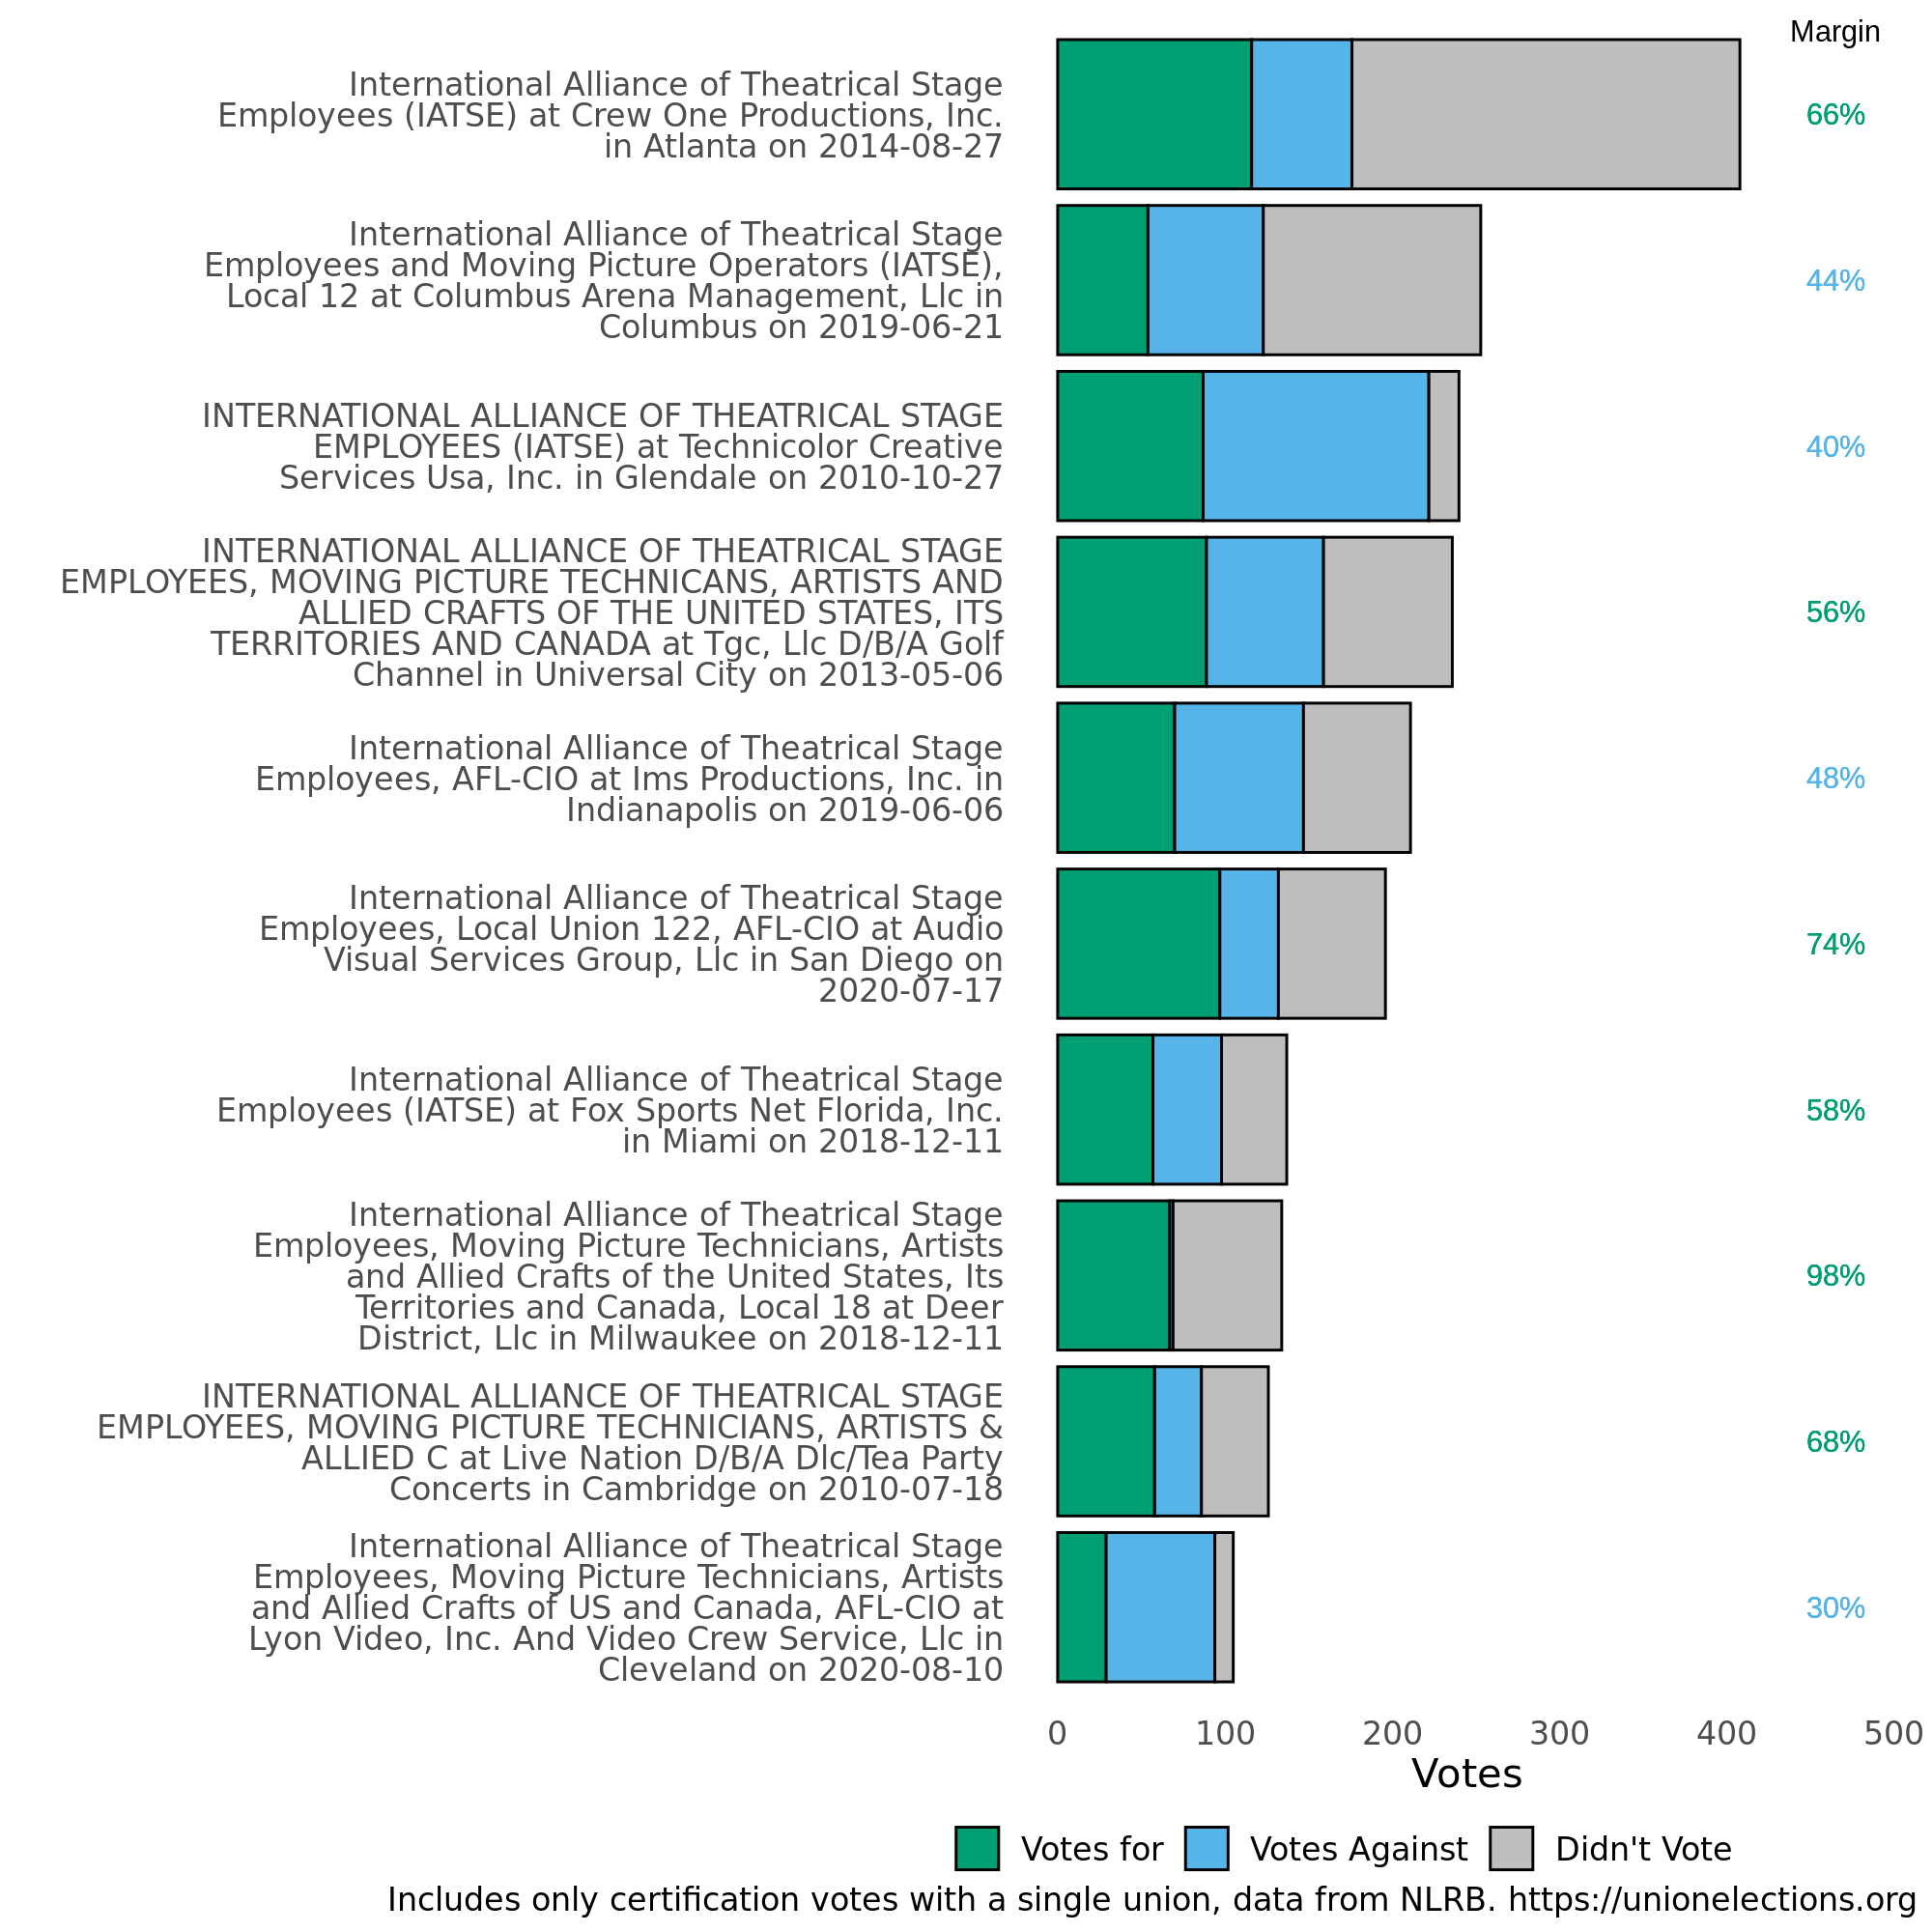 Margin
International Alliance of Theatrical Stage
Employees (IATSE) at Crew One Productions, Inc.
in Atlanta on 2014-08-27
66%
International Alliance of Theatrical Stage
Employees and Moving Picture Operators (IATSE),
Local 12 at Columbus Arena Management, Llc in
Columbus on 2019-06-21
44%
INTERNATIONAL ALLIANCE OF THEATRICAL STAGE
EMPLOYEES (IATSE) at Technicolor Creative
Services Usa, Inc. in Glendale on 2010-10-27
40%
INTERNATIONAL ALLIANCE OF THEATRICAL STAGE
EMPLOYEES, MOVING PICTURE TECHNICANS, ARTISTS AND
ALLIED CRAFTS OF THE UNITED STATES, ITS
TERRITORIES AND CANADA at Tgc, Llc D/B/A Golf
Channel in Universal City on 2013-05-06
56%
International Alliance of Theatrical Stage
Employees, AFL-CIO at Ims Productions, Inc. in
Indianapolis on 2019-06-06
48%
International Alliance of Theatrical Stage
Employees, Local Union 122, AFL-CIO at Audio
Visual Services Group, Llc in San Diego on
2020-07-17
74%
International Alliance of Theatrical Stage
Employees (IATSE) at Fox Sports Net Florida, Inc.
in Miami on 2018-12-11
58%
International Alliance of Theatrical Stage
Employees, Moving Picture Technicians, Artists
and Allied Crafts of the United States, Its
Territories and Canada, Local 18 at Deer
District, Llc in Milwaukee on 2018-12-11
98%
INTERNATIONAL ALLIANCE OF THEATRICAL STAGE
EMPLOYEES, MOVING PICTURE TECHNICIANS, ARTISTS &
ALLIED C at Live Nation D/B/A Dlc/Tea Party
Concerts in Cambridge on 2010-07-18
68%
International Alliance of Theatrical Stage
Employees, Moving Picture Technicians, Artists
and Allied Crafts of US and Canada, AFL-CIO at
Lyon Video, Inc. And Video Crew Service, Llc in
Cleveland on 2020-08-10
30%
0 100 200 300 400 500
Votes
Votes for Votes Against Didn't Vote
Includes only certification votes with a single union, data from NLRB. https://unionelections.org